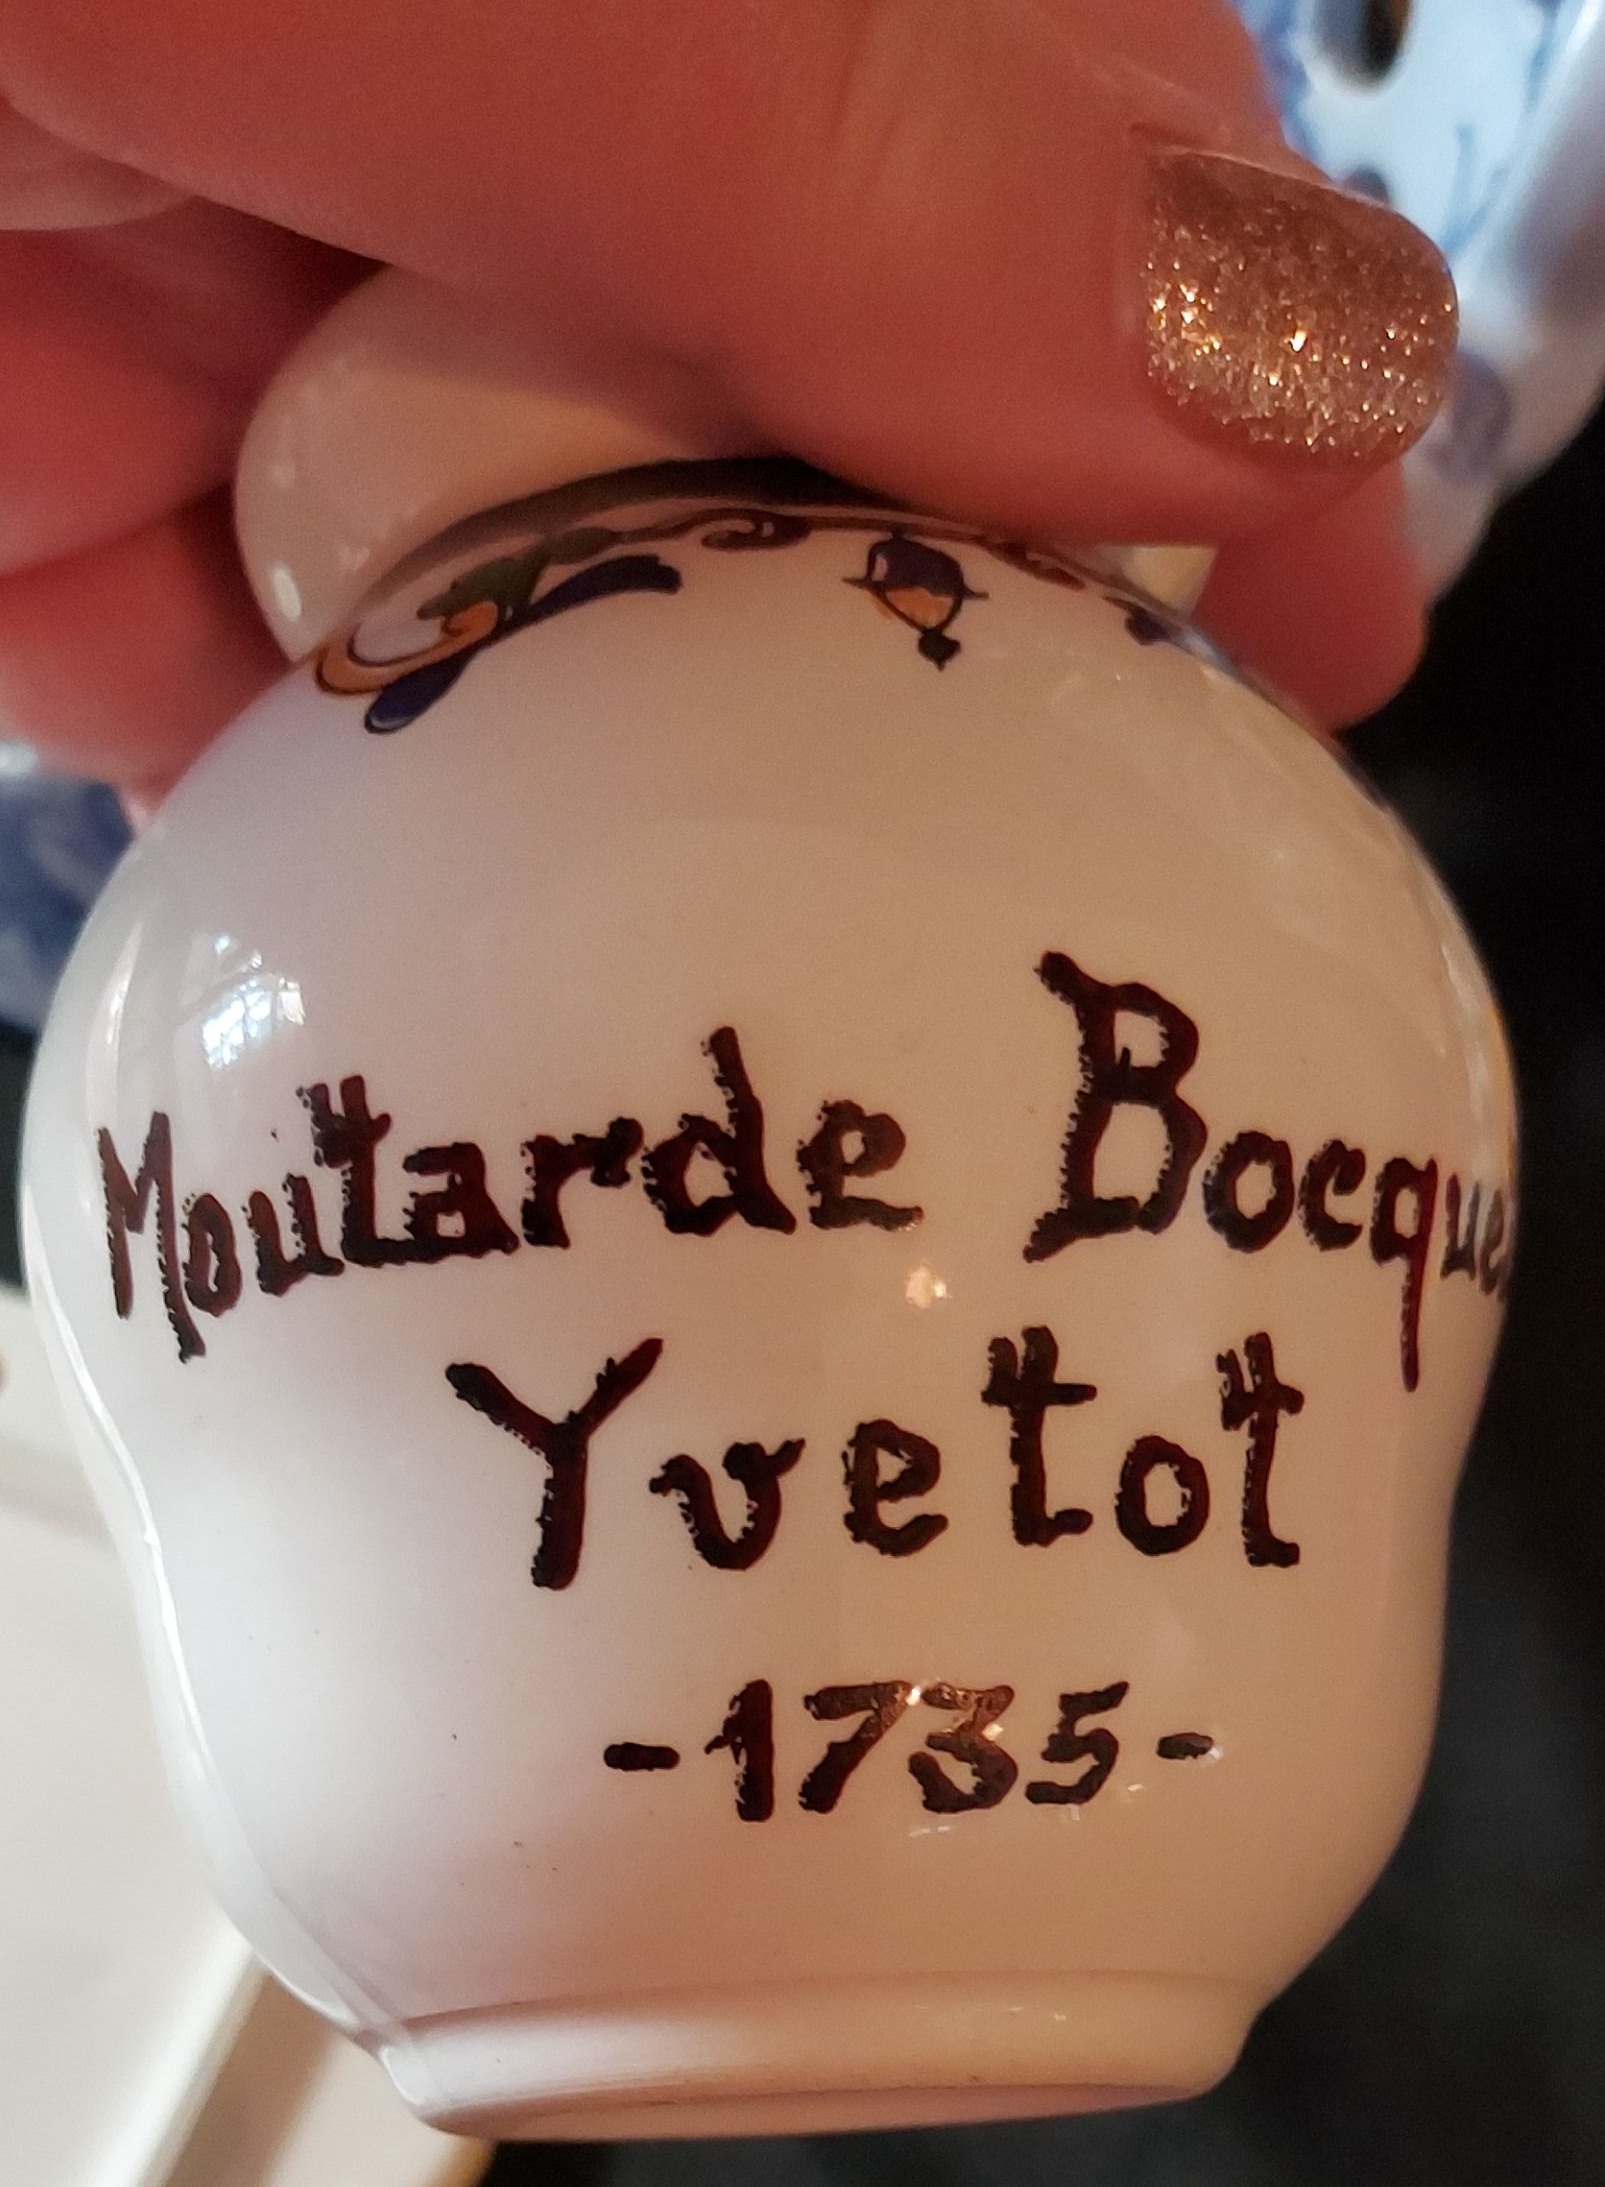 Moutarde Bocque
Yvetot
-1735-